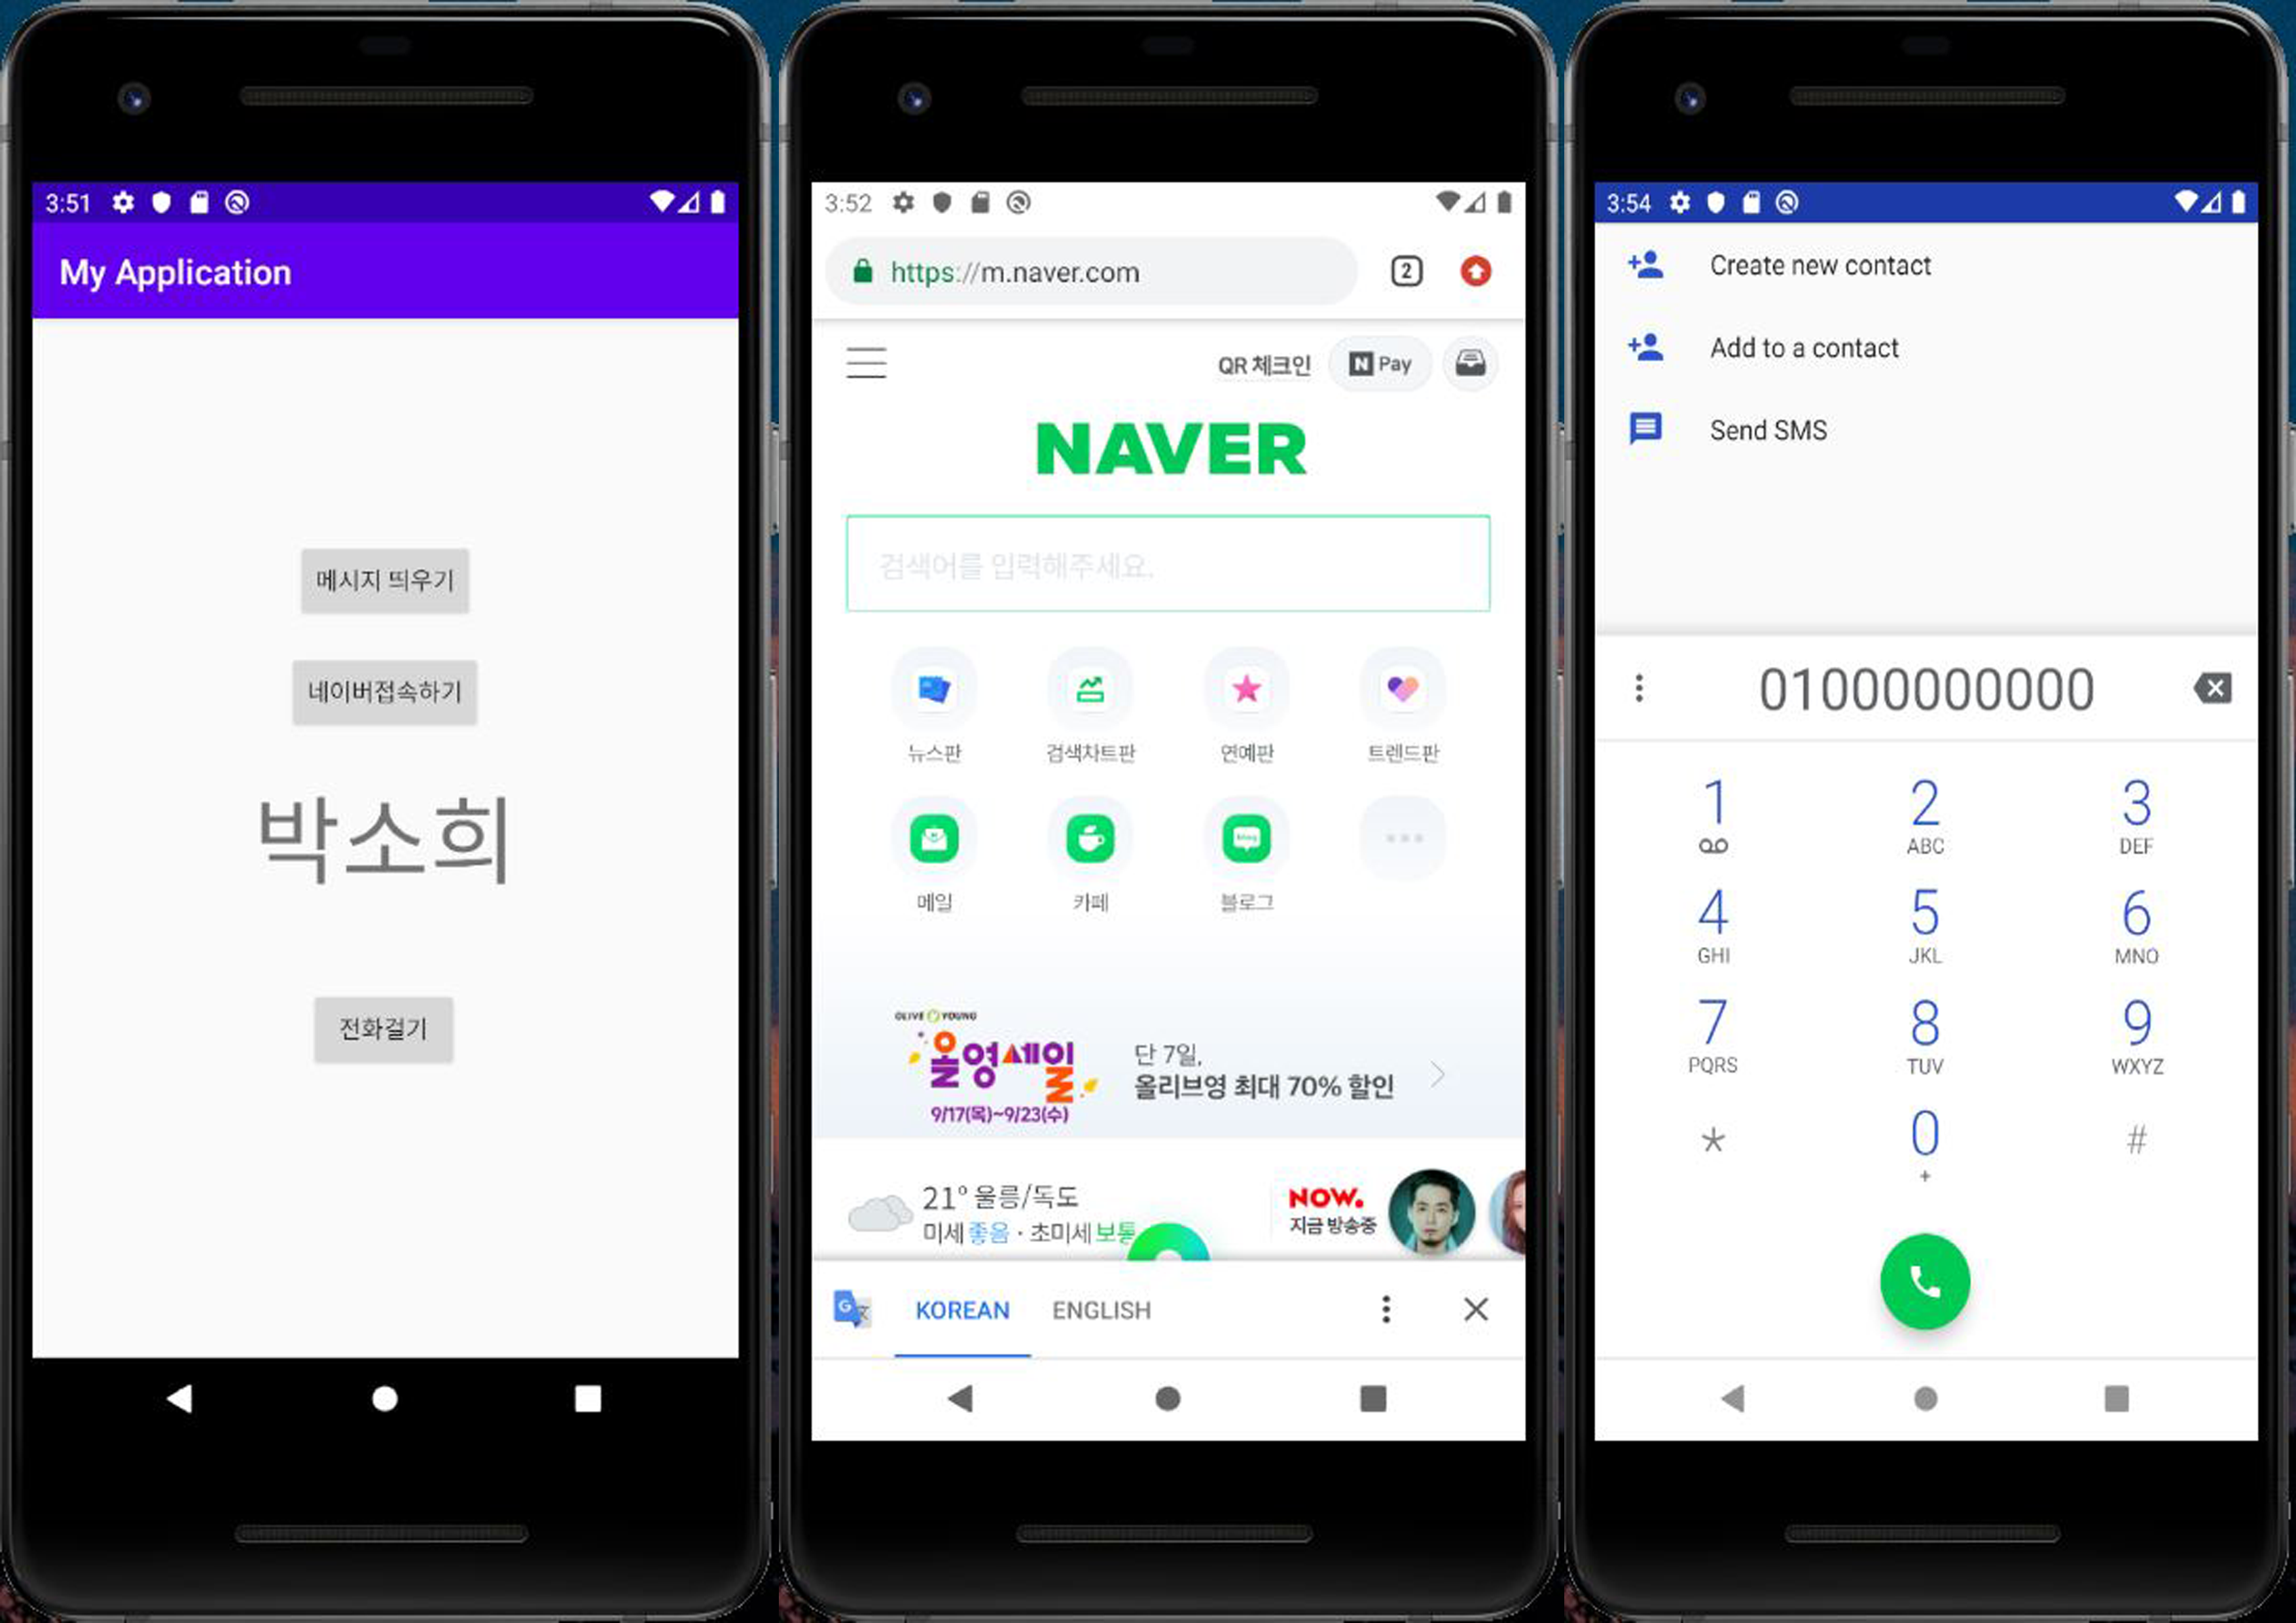 3:51
My Application
메시지 띄우기
네이버접속하기
박소희
전화걸기
3:52
https://m.naver.com
2
QR 체크인
N Pay
NAVER
검색어를 입력해주세요.
뉴스판
검색차트판
연예판
트렌드판
메일
카페
블로그
OLIVE YOUNG
올영세일
9/17(목)~9/23(수)
단 7일,
올리브영 최대 70% 할인
21° 울릉/독도
미세 좋음 · 초미세 보통
NOW.
지금 방송중
KOREAN
ENGLISH
3:54
Create new contact
Add to a contact
Send SMS
01000000000
1
2
ABC
3
DEF
4
GHI
5
JKL
6
MNO
7
PQRS
8
TUV
9
WXYZ
*
0
+
#